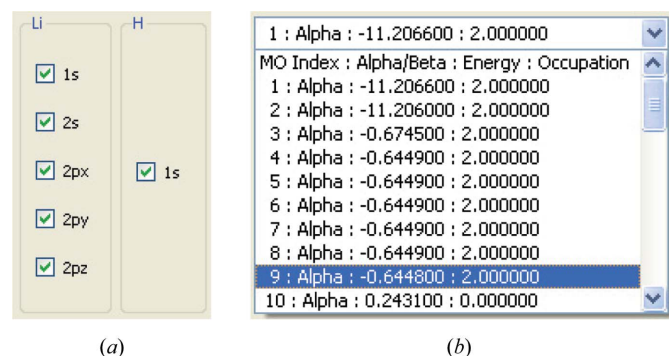 Li
1s
2s
2px
2py
2pz
H
1s
(a)
1 : Alpha : -11.206600 : 2.000000
MO Index : Alpha/Beta : Energy : Occupation
1 : Alpha : -11.206600 : 2.000000
2 : Alpha : -11.206000 : 2.000000
3 : Alpha : -0.674500 : 2.000000
4 : Alpha : -0.644900 : 2.000000
5 : Alpha : -0.644900 : 2.000000
6 : Alpha : -0.644900 : 2.000000
7 : Alpha : -0.644900 : 2.000000
8 : Alpha : -0.644900 : 2.000000
9 : Alpha : -0.644800 : 2.000000
10 : Alpha : 0.243100 : 0.000000
(b)